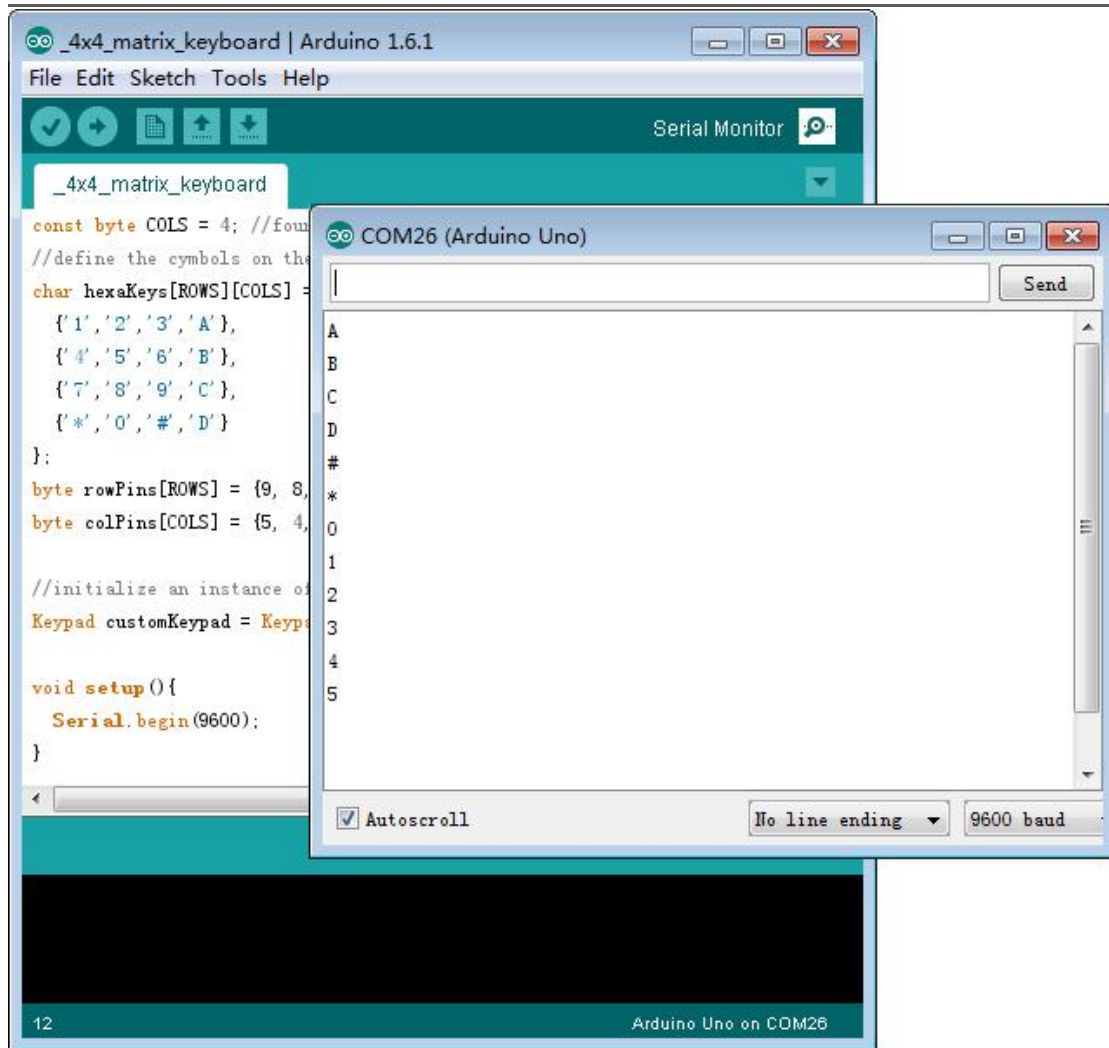 _4x4_matrix_keyboard | Arduino 1.6.1
File Edit Sketch Tools Help
Serial Monitor
_4x4_matrix_keyboard
const byte COLS = 4; //four
//define the cymbols on the
char hexaKeys[ROWS][COLS] =
{'1','2','3','A'},
{'4','5','6','B'},
{'7','8','9','C'},
{'*','0','#','D'}
};
byte rowPins[ROWS] = {9, 8,
byte colPins[COLS] = {5, 4,
//initialize an instance of
Keypad customKeypad =
void setup(){
Serial.begin(9600);
}
COM26 (Arduino Uno)
Send
A
B
C
D
#
*
0
1
2
3
4
5
Autoscroll
No line ending
9600 baud
12
Arduino Uno on COM26